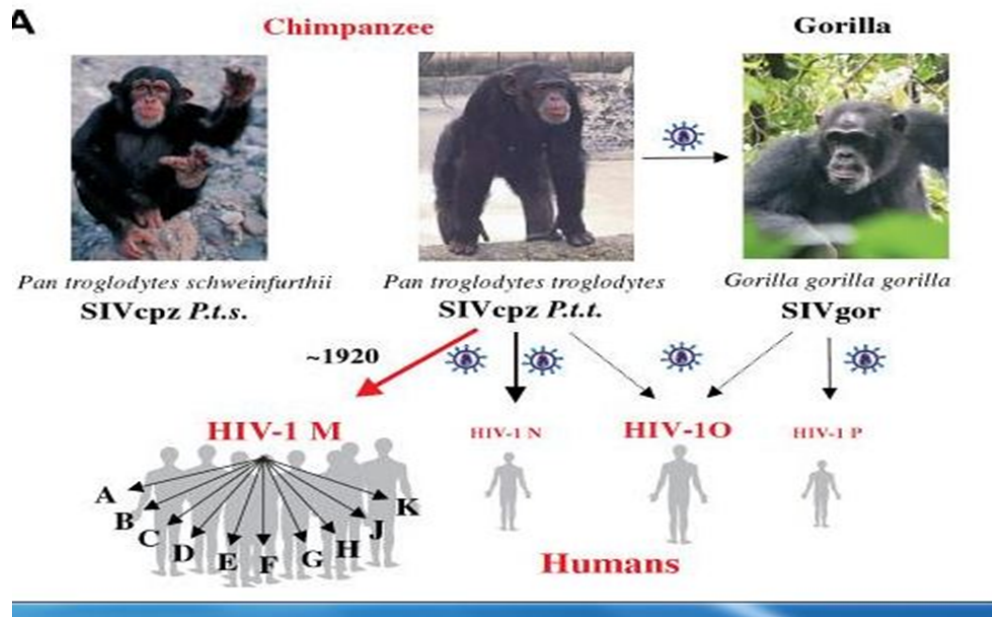 A
Chimpanzee
Gorilla
Pan troglodytes schweinfurthii
Pan troglodytes troglodytes
Gorilla gorilla gorilla
SIVcpz P.t.s.
SIVcpz P.t.t.
SIVgor
~1920
HIV-1 M
HIV-1 N
HIV-1O
HIV-1 P
A
B
C
D
E
F
G
H
J
K
Humans